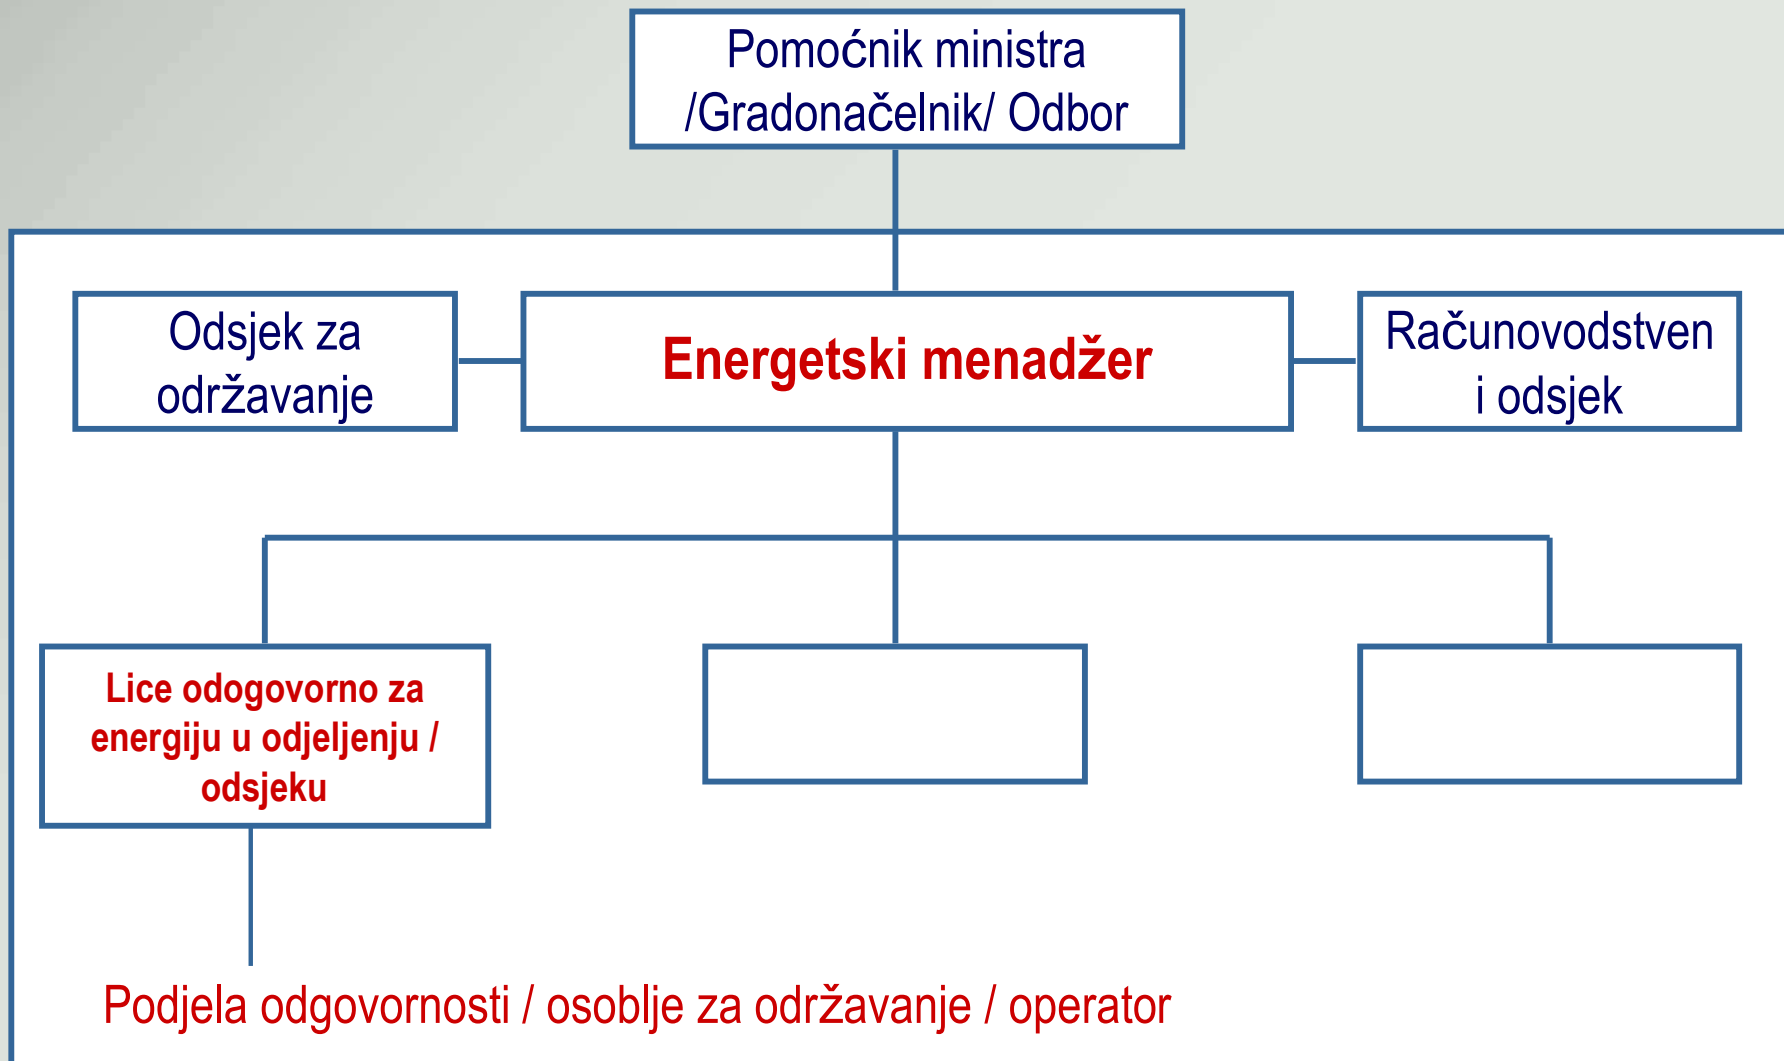 Pomoćnik ministra
/Gradonačelnik/ Odbor
Odsjek za
održavanje
Energetski menadžer
Računovodstven
i odsjek
Lice odogovorno za
energiju u odjeljenju /
odsjeku
Podjela odgovornosti / osoblje za održavanje / operator